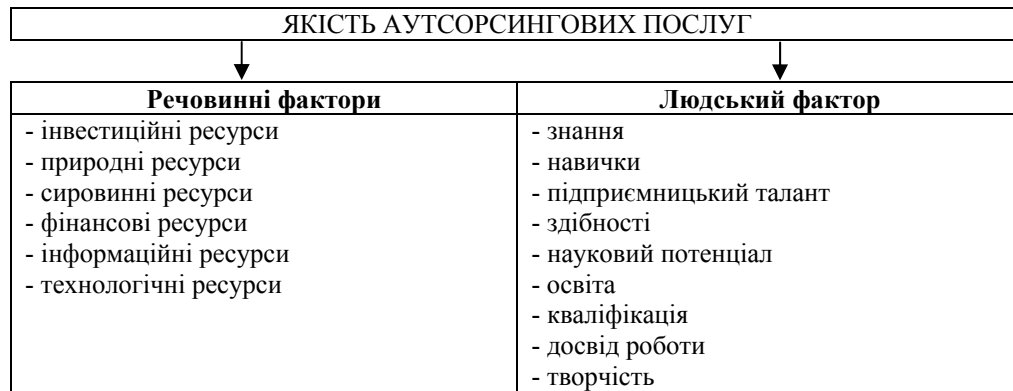 ЯКІСТЬ АУТСОРСИНГОВИХ ПОСЛУГ
Речовинні фактори
- інвестиційні ресурси
- природні ресурси
- сировинні ресурси
- фінансові ресурси
- інформаційні ресурси
- технологічні ресурси
Людський фактор
- знання
- навички
- підприємницький талант
- здібності
- науковий потенціал
- освіта
- кваліфікація
- досвід роботи
- творчість